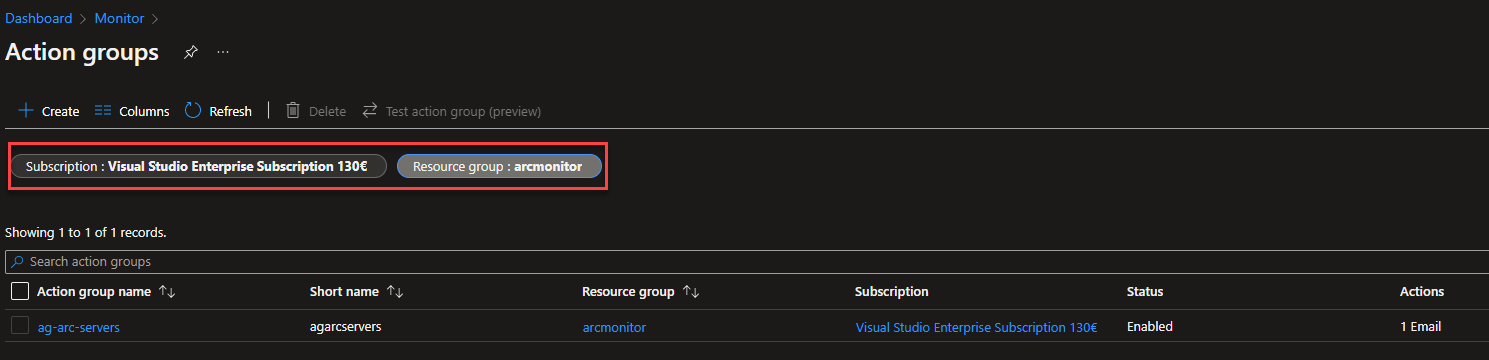 Dashboard > Monitor >
Action groups ...
+ Create Columns Refresh | Delete Test action group (preview)
Subscription : Visual Studio Enterprise Subscription 130€ Resource group : arcmonitor
Showing 1 to 1 of 1 records.
Search action groups
Action group name ↑↓ Short name ↑↓ Resource group ↑↓ Subscription Status Actions
ag-arc-servers agarcservers arcmonitor Visual Studio Enterprise Subscription 130€ Enabled 1 Email